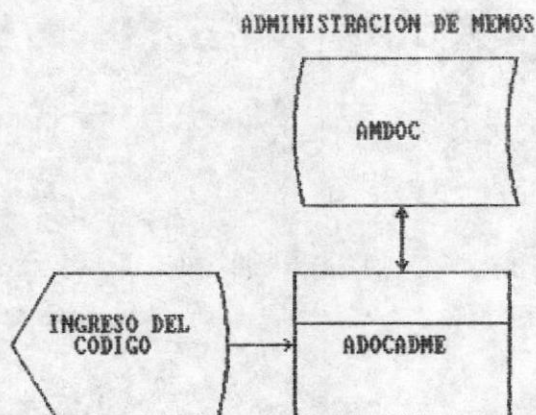 ADMINISTRACION DE MEMOS
AMDOC
INGRESO DEL
CODIGO
ADOCADME